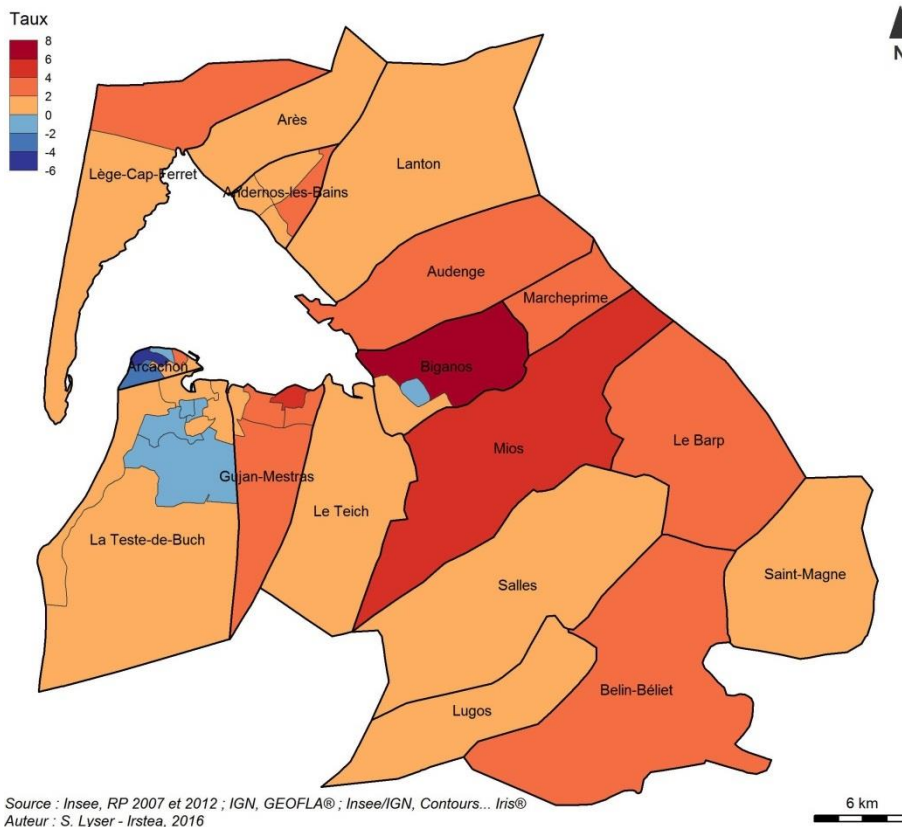 Taux
8
6
4
2
0
-2
-4
-6
N
Arès
Lanton
Lège-Cap-Ferret
Andernos-les-Bains
Audenge
Marcheprime
Arcachon
Biganos
Le Barp
Mios
Gujan-Mestras
Le Teich
La Teste-de-Buch
Saint-Magne
Salles
Belin-Béliet
Lugos
Source : Insee, RP 2007 et 2012 ; IGN, GEOFLA® ; Insee/IGN, Contours... Iris®
Auteur : S. Lyser - Irstea, 2016
6 km